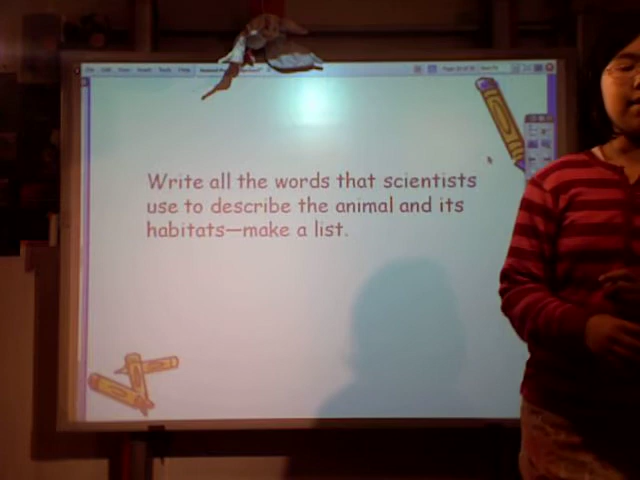 Write all the words that scientists
use to describe the animal and its
habitats—make a list.